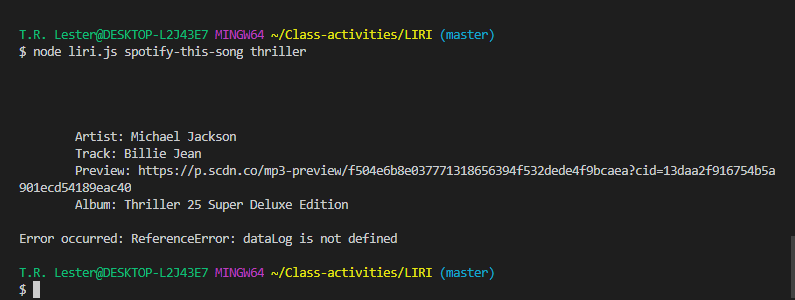 T.R. Lester@DESKTOP-L2J43E7 MINGW64 ~/Class-activities/LIRI (master)
$ node liri.js spotify-this-song thriller
Artist: Michael Jackson
Track: Billie Jean
Preview: https://p.scdn.co/mp3-preview/f504e6b8e037771318656394f532dede4f9bcaea?cid=13daa2f916754b5a
901ecd54189eac40
Album: Thriller 25 Super Deluxe Edition
Error occurred: ReferenceError: dataLog is not defined
T.R. Lester@DESKTOP-L2J43E7 MINGW64 ~/Class-activities/LIRI (master)
$